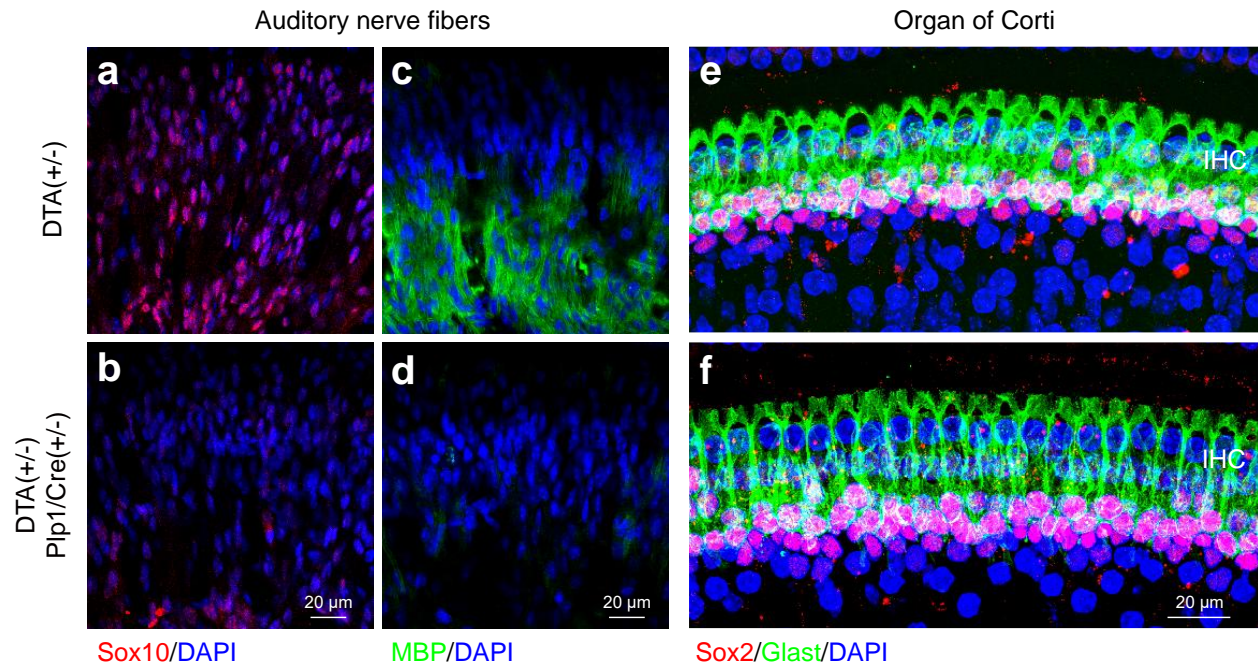 Auditory nerve fibers
Organ of Corti
DTA(+/-)
a
c
e
IHC
DTA(+/-)
Plp1/Cre(+/-)
b
d
f
IHC
20 µm
20 µm
20 µm
Sox10/DAPI
MBP/DAPI
Sox2/Glast/DAPI